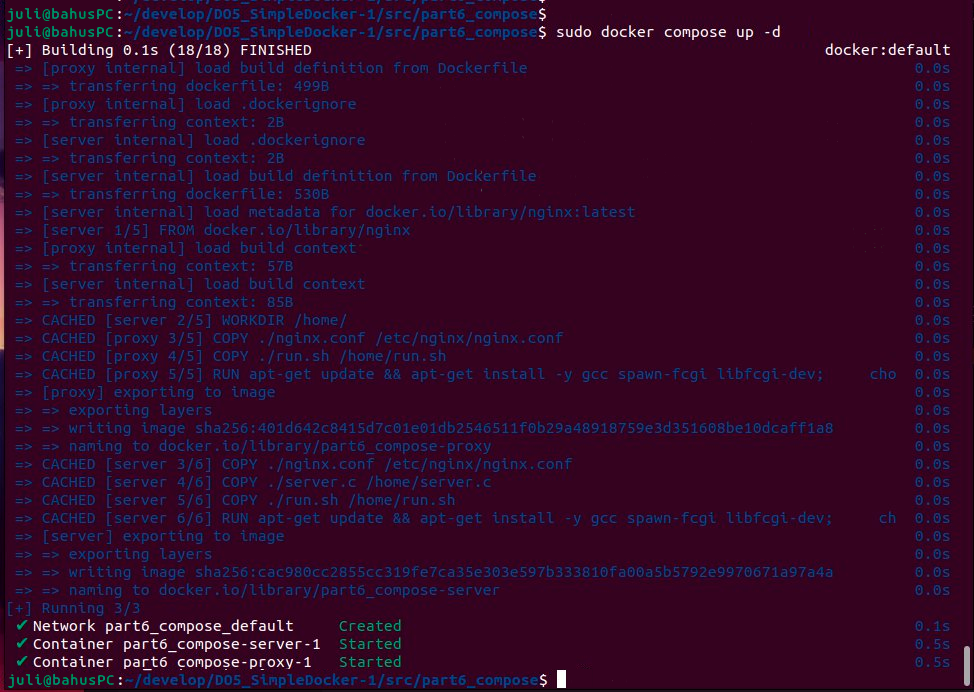 juli@bahusPC:~/develop/DO5_SimpleDocker-1/src/part6_compose$
juli@bahusPC:~/develop/DO5_SimpleDocker-1/src/part6_compose$ sudo docker compose up -d
[+] Building 0.1s (18/18) FINISHED docker:default
=> [proxy internal] load build definition from Dockerfile 0.0s
=> => transferring dockerfile: 499B 0.0s
=> [proxy internal] load .dockerignore 0.0s
=> => transferring context: 2B 0.0s
=> [server internal] load .dockerignore 0.0s
=> => transferring context: 2B 0.0s
=> [server internal] load build definition from Dockerfile 0.0s
=> => transferring dockerfile: 530B 0.0s
=> [server internal] load metadata for docker.io/library/nginx:latest 0.0s
=> [server 1/5] FROM docker.io/library/nginx 0.0s
=> [proxy internal] load build context 0.0s
=> => transferring context: 57B 0.0s
=> [server internal] load build context 0.0s
=> => transferring context: 85B 0.0s
=> CACHED [server 2/5] WORKDIR /home/ 0.0s
=> CACHED [proxy 3/5] COPY ./nginx.conf /etc/nginx/nginx.conf 0.0s
=> CACHED [proxy 4/5] COPY ./run.sh /home/run.sh 0.0s
=> CACHED [proxy 5/5] RUN apt-get update && apt-get install -y gcc spawn-fcgi libfcgi-dev; cho 0.0s
=> [proxy] exporting to image 0.0s
=> => exporting layers 0.0s
=> => writing image sha256:401d642c8415d7c01e01db2546511f0b29a48918759e3d351608be10dcaff1a8 0.0s
=> => naming to docker.io/library/part6_compose-proxy 0.0s
=> CACHED [server 3/6] COPY ./nginx.conf /etc/nginx/nginx.conf 0.0s
=> CACHED [server 4/6] COPY ./server.c /home/server.c 0.0s
=> CACHED [server 5/6] COPY ./run.sh /home/run.sh 0.0s
=> CACHED [server 6/6] RUN apt-get update && apt-get install -y gcc spawn-fcgi libfcgi-dev; ch 0.0s
=> [server] exporting to image 0.0s
=> => exporting layers 0.0s
=> => writing image sha256:cac980cc2855cc319fe7ca35e303e597b333810fa00a5b5792e9970671a97a4a 0.0s
=> => naming to docker.io/library/part6_compose-server 0.0s
[+] Running 3/3
✔ Network part6_compose_default Created 0.1s
✔ Container part6_compose-server-1 Started 0.5s
✔ Container part6_compose-proxy-1 Started 0.5s
juli@bahusPC:~/develop/DO5_SimpleDocker-1/src/part6_compose$